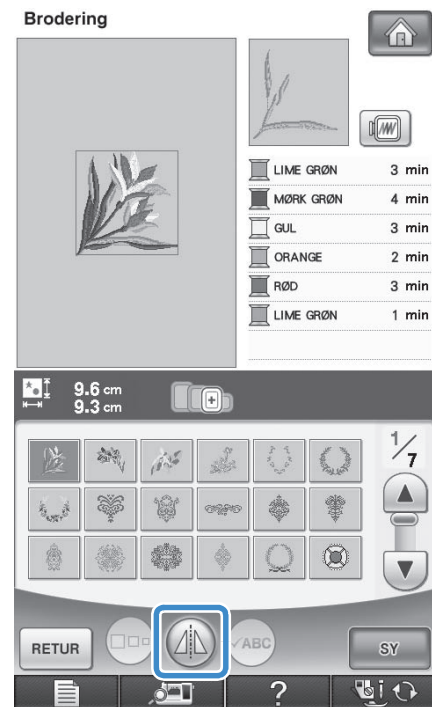 Brodering
LIME GRØN 3 min
MØRK GRØN 4 min
GUL 3 min
ORANGE 2 min
RØD 3 min
LIME GRØN 1 min
9.6 cm
9.3 cm
1/7
RETUR
ABC
SY
?